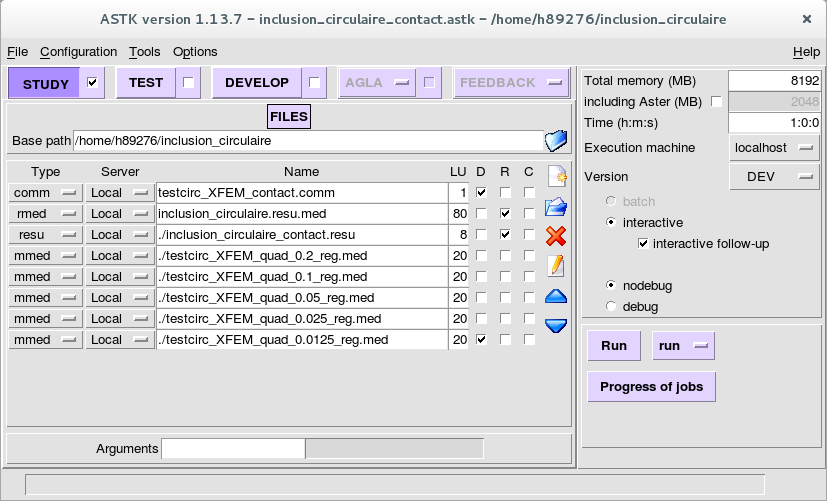 ASTK version 1.13.7 – inclusion_circulaire_contact.astk – /home/h89276/inclusion_circulaire
File Configuration Tools Options Help
STUDY TEST DEVELOP AGLA FEEDBACK
FILES
Base path /home/h89276/inclusion_circulaire
Type Server Name LU D R C
comm Local testcirc_XFEM_contact.comm 1
rmed Local inclusion_circulaire.resu.med 80
resu Local ./inclusion_circulaire_contact.resu 8
mmed Local ./testcirc_XFEM_quad_0.2_reg.med 20
mmed Local ./testcirc_XFEM_quad_0.1_reg.med 20
mmed Local ./testcirc_XFEM_quad_0.05_reg.med 20
mmed Local ./testcirc_XFEM_quad_0.025_reg.med 20
mmed Local ./testcirc_XFEM_quad_0.0125_reg.med 20
Arguments
Total memory (MB) 8192
including Aster (MB) 2048
Time (h:m:s) 1:0:0
Execution machine localhost
Version DEV
batch
interactive
interactive follow-up
nodebug
debug
Run run
Progress of jobs